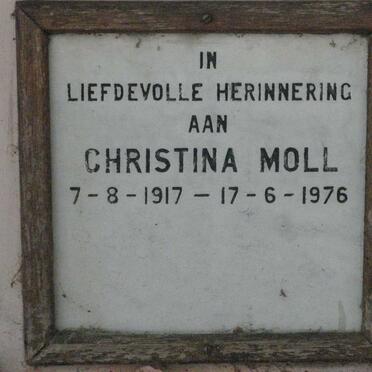 IN
LIEFDEVOLLE HERINNERING
AAN
CHRISTINA MOLL
7-8-1917 — 17-6-1976